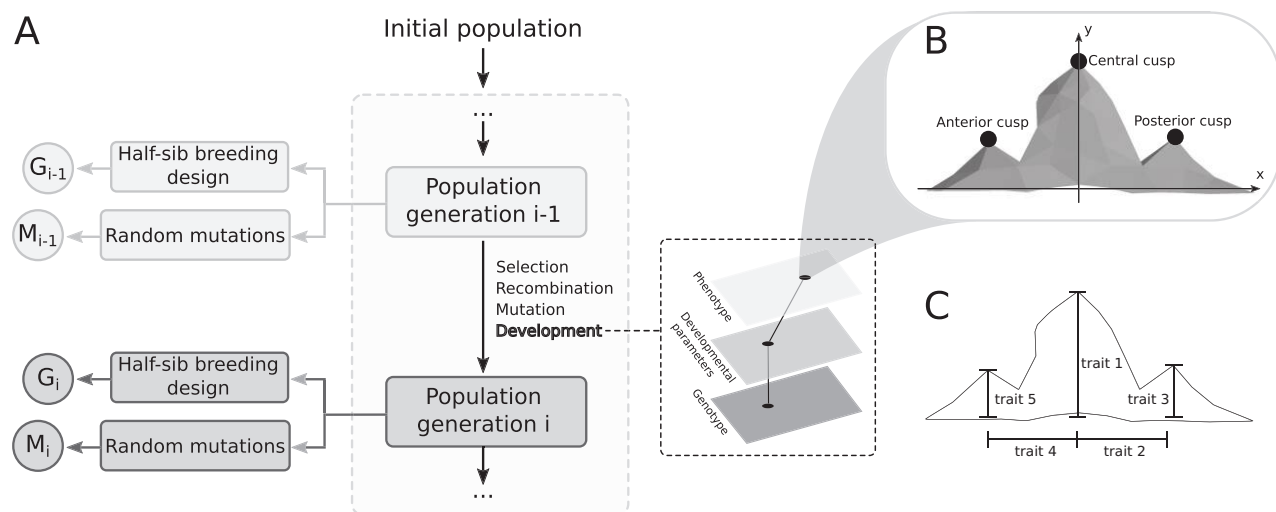 A
Initial population
...
Half-sib breeding
design
G i-1
Random mutations
M i-1
Population
generation i-1
Selection
Recombination
Mutation
Development
Half-sib breeding
design
G i
Random mutations
M i
Population
generation i
...
Phenotype
Developmental
parameters
Genotype
B
y
Central cusp
Anterior cusp
Posterior cusp
x
C
trait 1
trait 5
trait 3
trait 4
trait 2